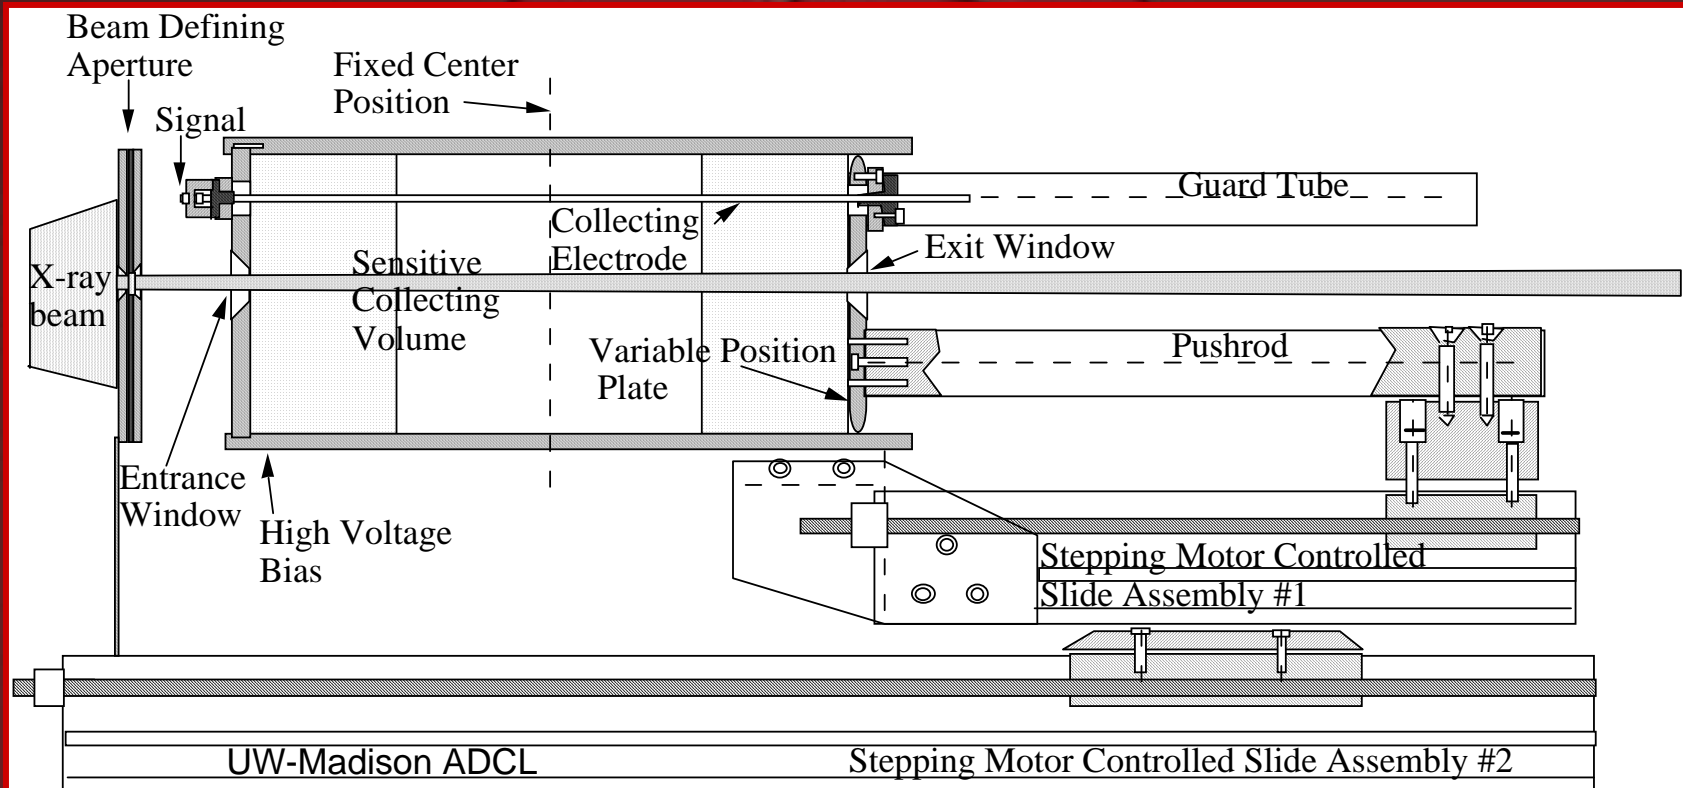 Beam Defining
Aperture
Fixed Center
Position
Signal
Guard Tube
Collecting
Electrode
Exit Window
Sensitive
Collecting
Volume
X-ray
beam
Variable Position
Plate
Pushrod
Entrance
Window
High Voltage
Bias
Stepping Motor Controlled
Slide Assembly #1
UW-Madison ADCL
Stepping Motor Controlled Slide Assembly #2